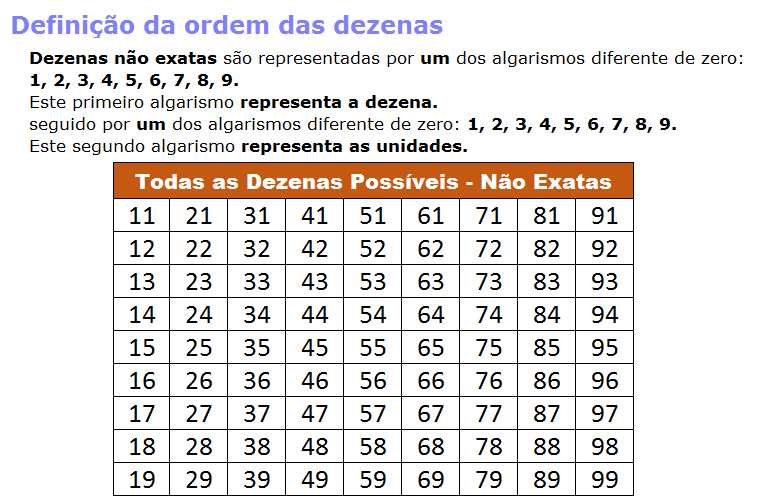 Definição da ordem das dezenas
Dezenas não exatas são representadas por um dos algarismos diferente de zero:
1, 2, 3, 4, 5, 6, 7, 8, 9.
Este primeiro algarismo representa a dezena.
seguido por um dos algarismos diferente de zero: 1, 2, 3, 4, 5, 6, 7, 8, 9.
Este segundo algarismo representa as unidades.
Todas as Dezenas Possíveis - Não Exatas
11 21 31 41 51 61 71 81 91
12 22 32 42 52 62 72 82 92
13 23 33 43 53 63 73 83 93
14 24 34 44 54 64 74 84 94
15 25 35 45 55 65 75 85 95
16 26 36 46 56 66 76 86 96
17 27 37 47 57 67 77 87 97
18 28 38 48 58 68 78 88 98
19 29 39 49 59 69 79 89 99